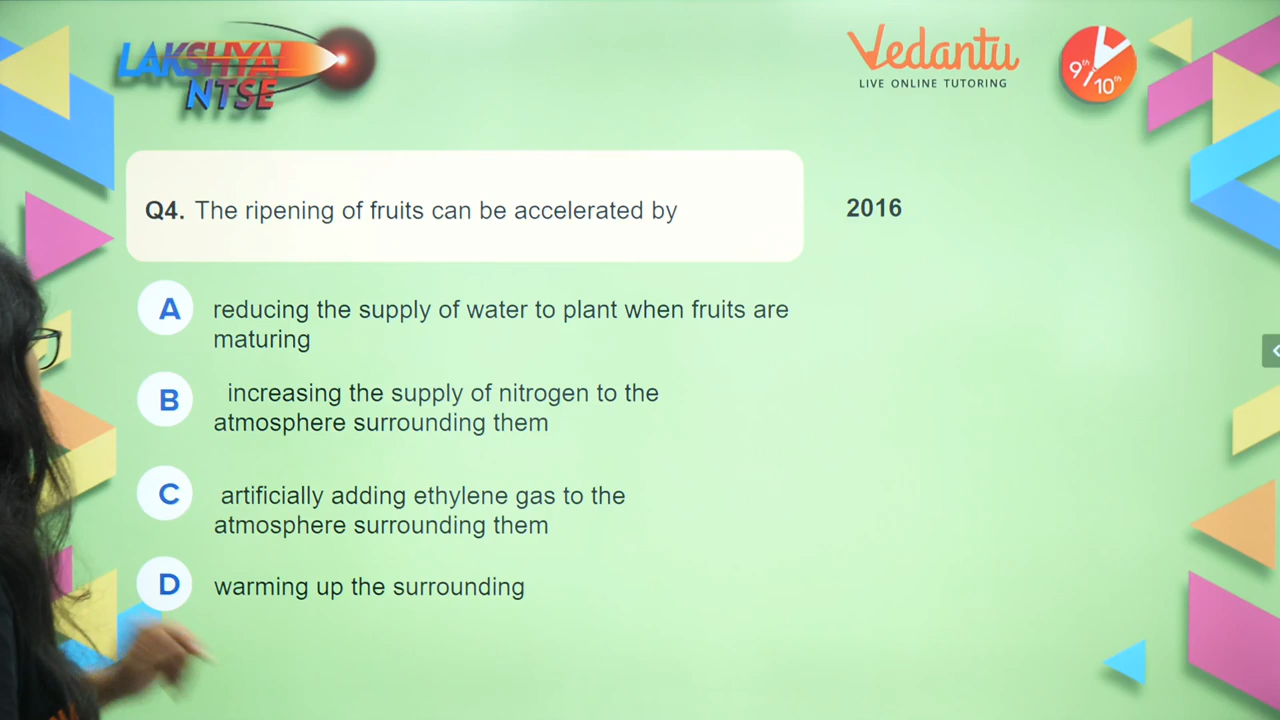 LAKSHYA
NTSE
Vedantu
LIVE ONLINE TUTORING
9th
10th
Q4. The ripening of fruits can be accelerated by
2016
A
reducing the supply of water to plant when fruits are
maturing
B
increasing the supply of nitrogen to the
atmosphere surrounding them
C
artificially adding ethylene gas to the
atmosphere surrounding them
D
warming up the surrounding